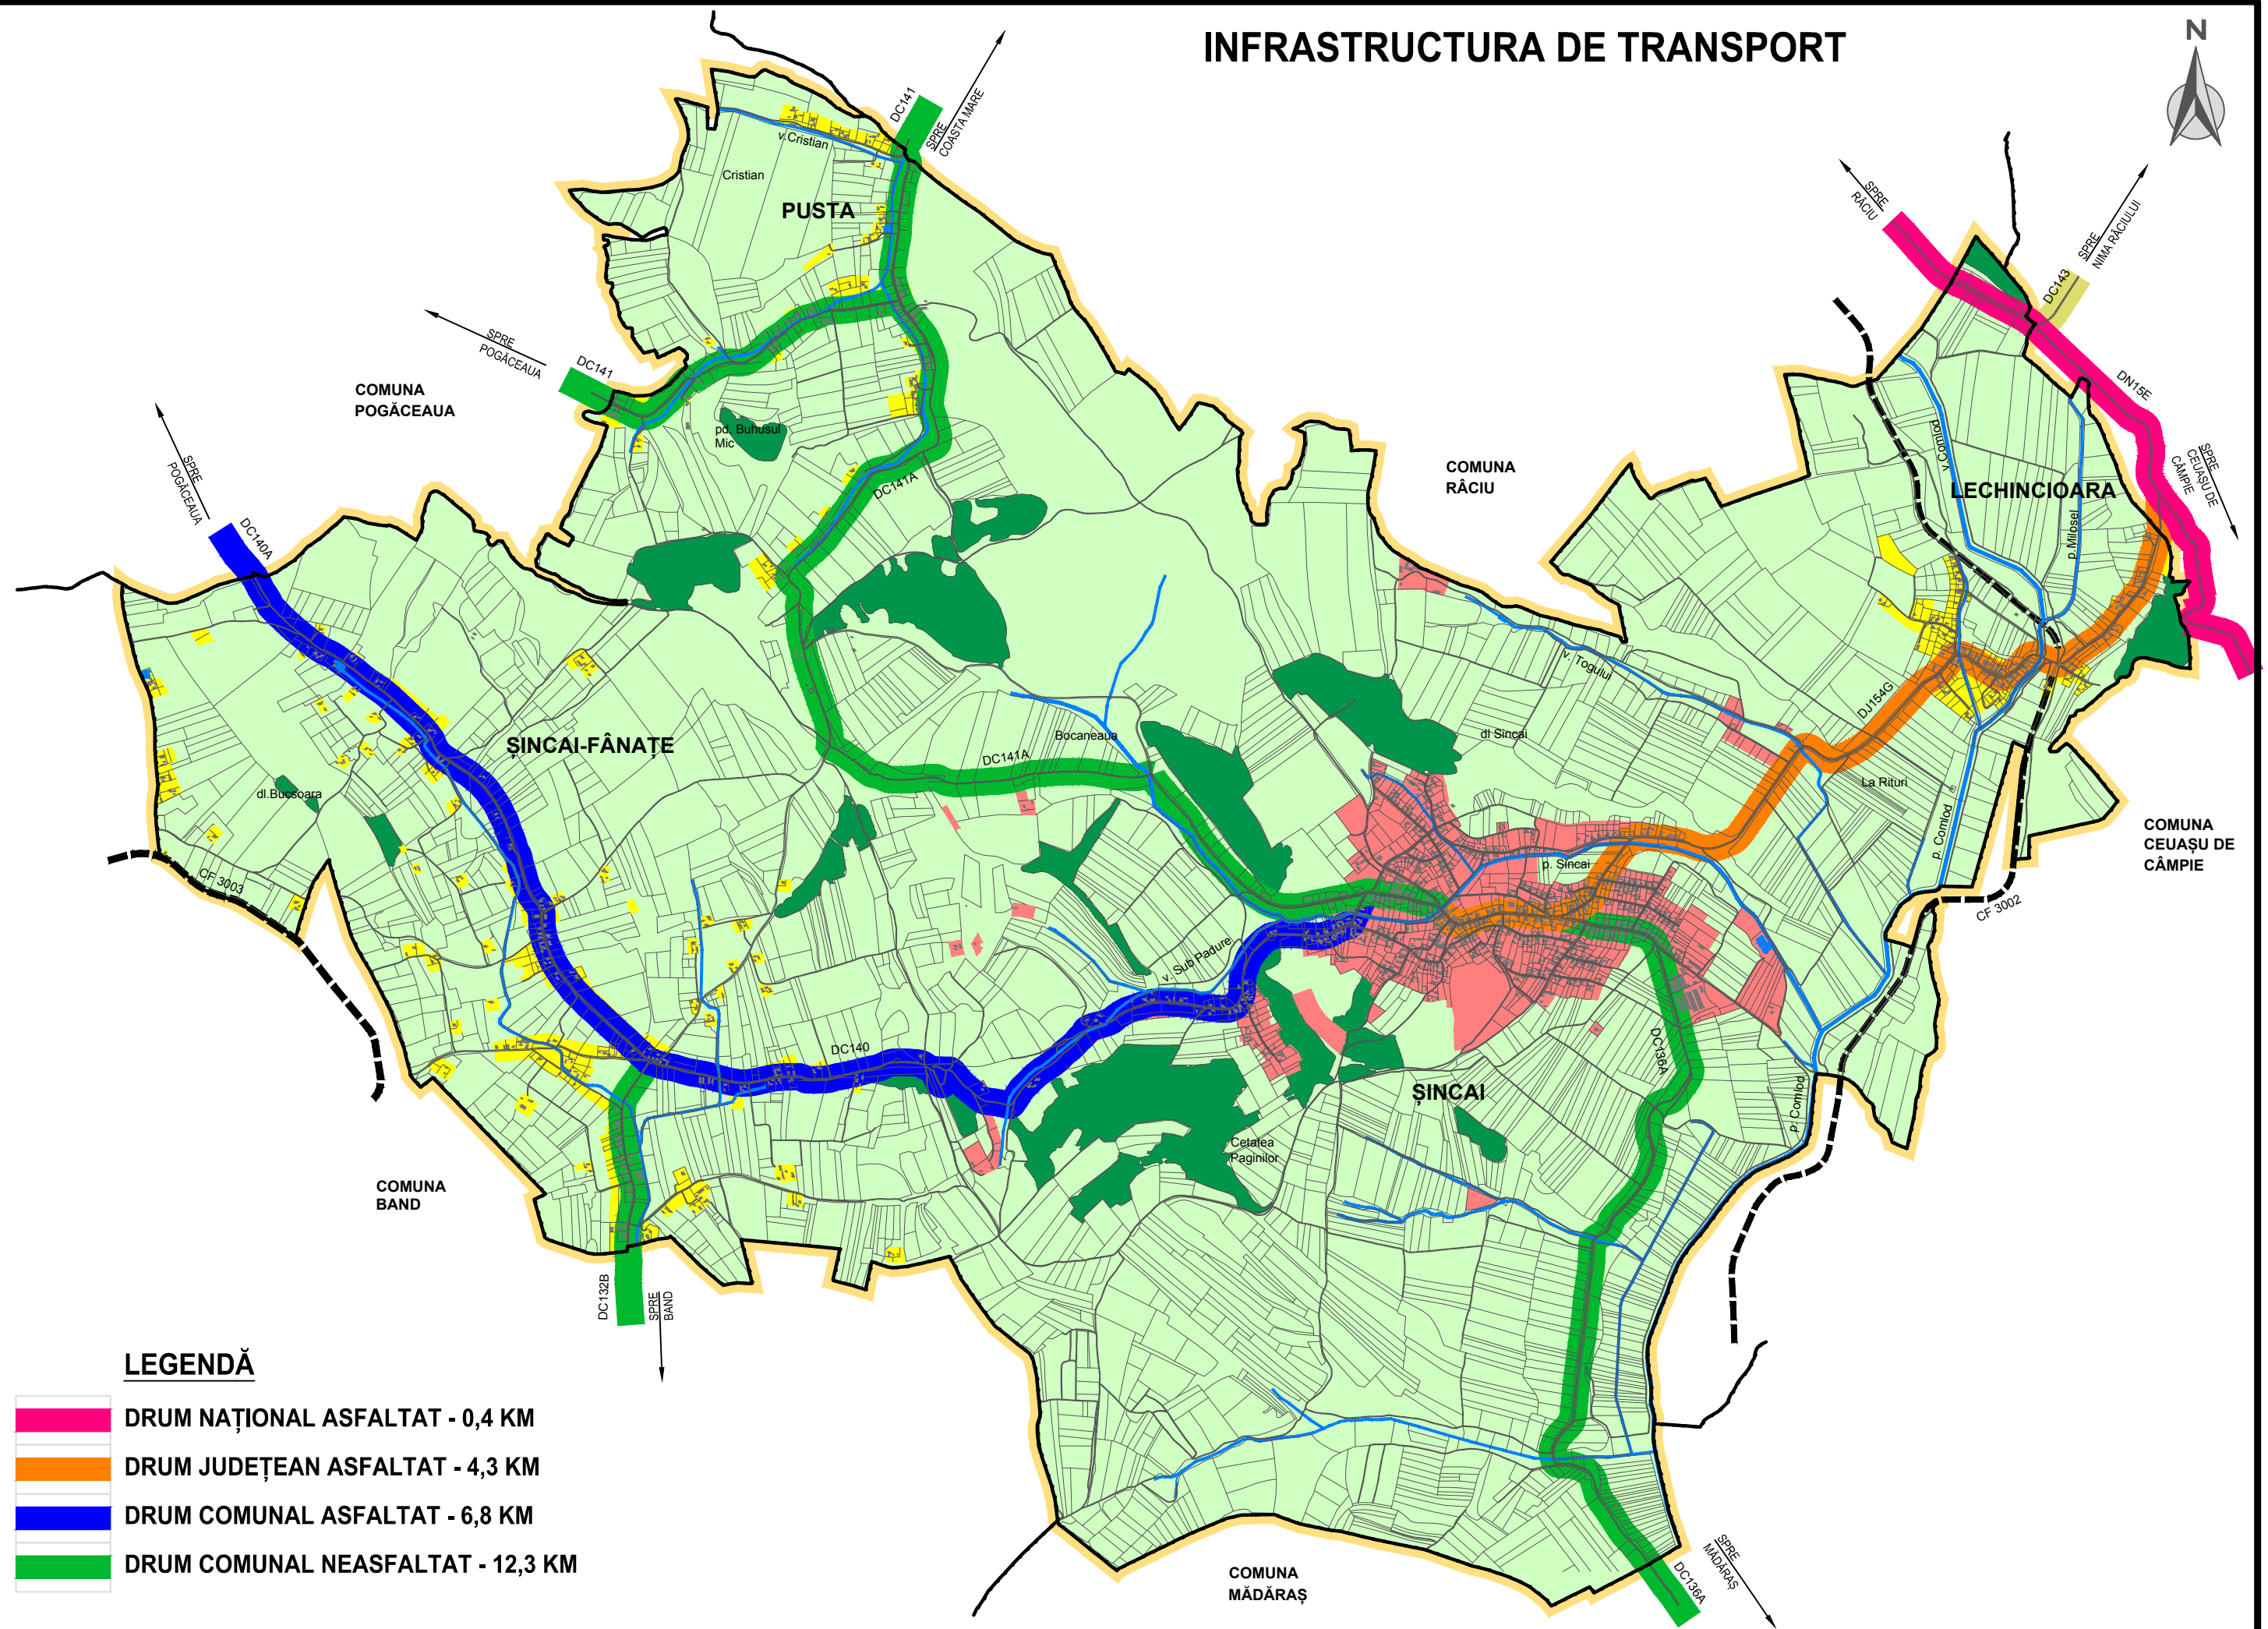 INFRASTRUCTURA DE TRANSPORT
N
DC141
SPRE
COASTA MARE
v.Cristian
Cristian
PUSTA
SPRE
RÂCIU
SPRE
NIMA RÂCIULUI
DC143
DN15E
SPRE
CEUAȘU DE
CÂMPIE
SPRE
POGĂCEAUA
DC141
COMUNA
POGĂCEAUA
pd. Buhusul
Mic
DC141A
SPRE
POGĂCEAUA
DC140A
COMUNA
RÂCIU
v.Comlod
LECHINCIOARA
p.Milosel
v. Togului
DJ154G
ȘINCAI-FÂNAȚE
Bocaneaua
DC141A
dl Sincai
dl.Bucsoara
La Rituri
p. Comlod
COMUNA
CEUAȘU DE
CÂMPIE
CF 3003
p. Sincai
CF 3002
v. Sub Padure
DC140
DC136A
ȘINCAI
p. Comlod
Cetatea
Paginilor
COMUNA
BAND
DC132B
SPRE
BAND
LEGENDĂ
DRUM NAȚIONAL ASFALTAT - 0,4 KM
DRUM JUDEȚEAN ASFALTAT - 4,3 KM
DRUM COMUNAL ASFALTAT - 6,8 KM
DRUM COMUNAL NEASFALTAT - 12,3 KM
COMUNA
MĂDĂRAȘ
DC136A
SPRE
MĂDĂRAȘ